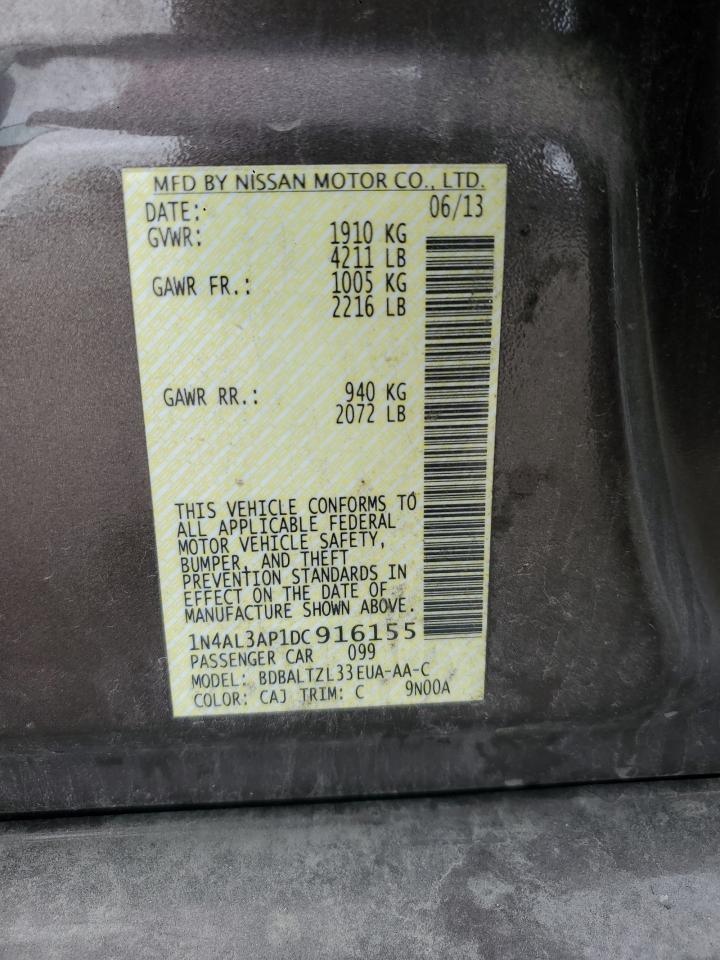 MFD BY NISSAN MOTOR CO., LTD.
DATE: 06/13
GVWR: 1910 KG
4211 LB
GAWR FR.: 1005 KG
2216 LB
GAWR RR.: 940 KG
2072 LB
THIS VEHICLE CONFORMS TO
ALL APPLICABLE FEDERAL
MOTOR VEHICLE SAFETY,
BUMPER, AND THEFT
PREVENTION STANDARDS IN
EFFECT ON THE DATE OF
MANUFACTURE SHOWN ABOVE.
1N4AL3AP1DC916155
PASSENGER CAR 099
MODEL: BDBALTZL33EUA-AA-C
COLOR: CAJ TRIM: C 9N00A